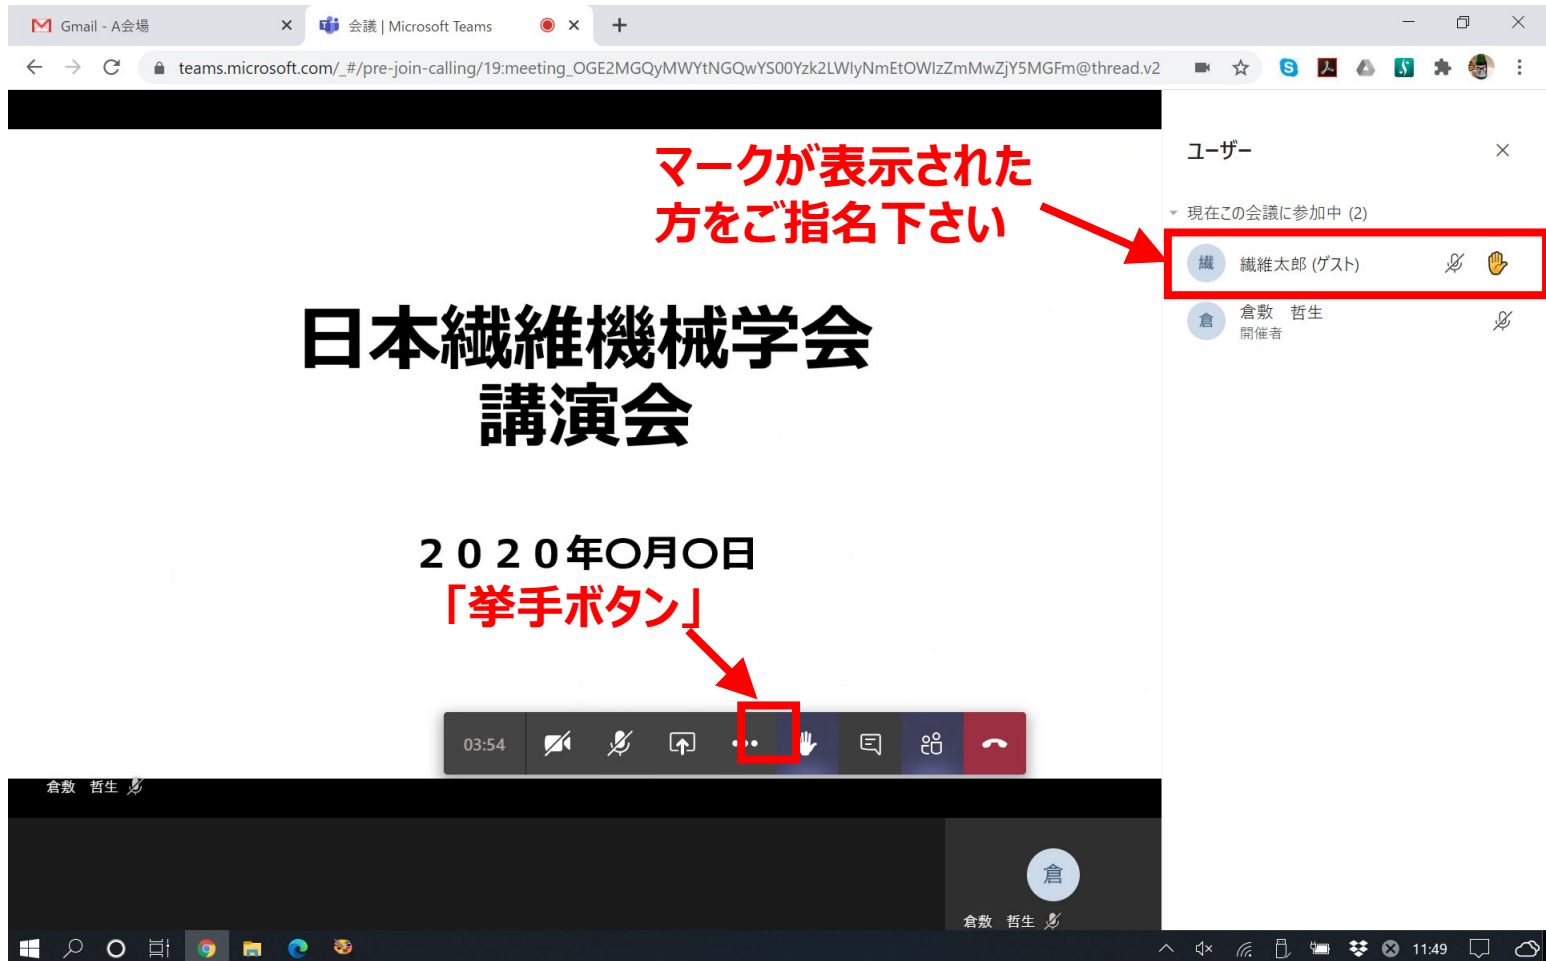 Gmail - A会場
会議 | Microsoft Teams
teams.microsoft.com/_#/pre-join-calling/19:meeting_OGE2MGQyMWYtNGQwYS00Yzk2LWIyNmEtOWIzZmMwZjY5MGFm@thread.v2
マークが表示された
方をご指名下さい
ユーザー
現在この会議に参加中 (2)
繊 繊維太郎 (ゲスト)
倉 倉敷 哲生
開催者
日本繊維機械学会
講演会
2020年〇月〇日
「挙手ボタン」
03:54
倉敷 哲生
倉
倉敷 哲生
11:49